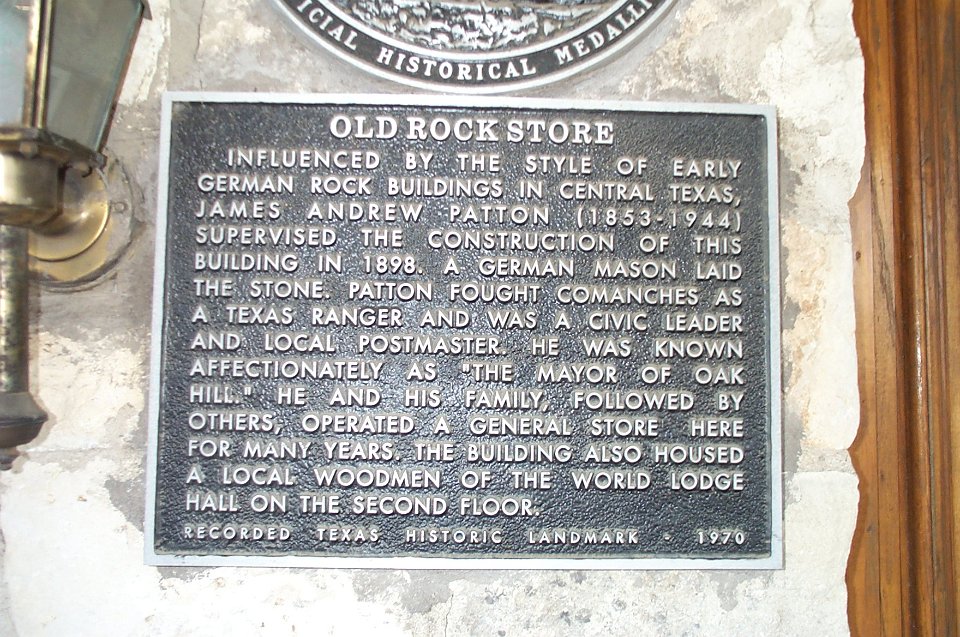 ICIAL HISTORICAL MEDALLI
OLD ROCK STORE
INFLUENCED BY THE STYLE OF EARLY
GERMAN ROCK BUILDINGS IN CENTRAL TEXAS,
JAMES ANDREW PATTON (1853-1944)
SUPERVISED THE CONSTRUCTION OF THIS
BUILDING IN 1898. A GERMAN MASON LAID
THE STONE. PATTON FOUGHT COMANCHES AS
A TEXAS RANGER AND WAS A CIVIC LEADER
AND LOCAL POSTMASTER. HE WAS KNOWN
AFFECTIONATELY AS "THE MAYOR OF OAK
HILL." HE AND HIS FAMILY, FOLLOWED BY
OTHERS, OPERATED A GENERAL STORE HERE
FOR MANY YEARS. THE BUILDING ALSO HOUSED
A LOCAL WOODMEN OF THE WORLD LODGE
HALL ON THE SECOND FLOOR.
RECORDED TEXAS HISTORIC LANDMARK - 1970